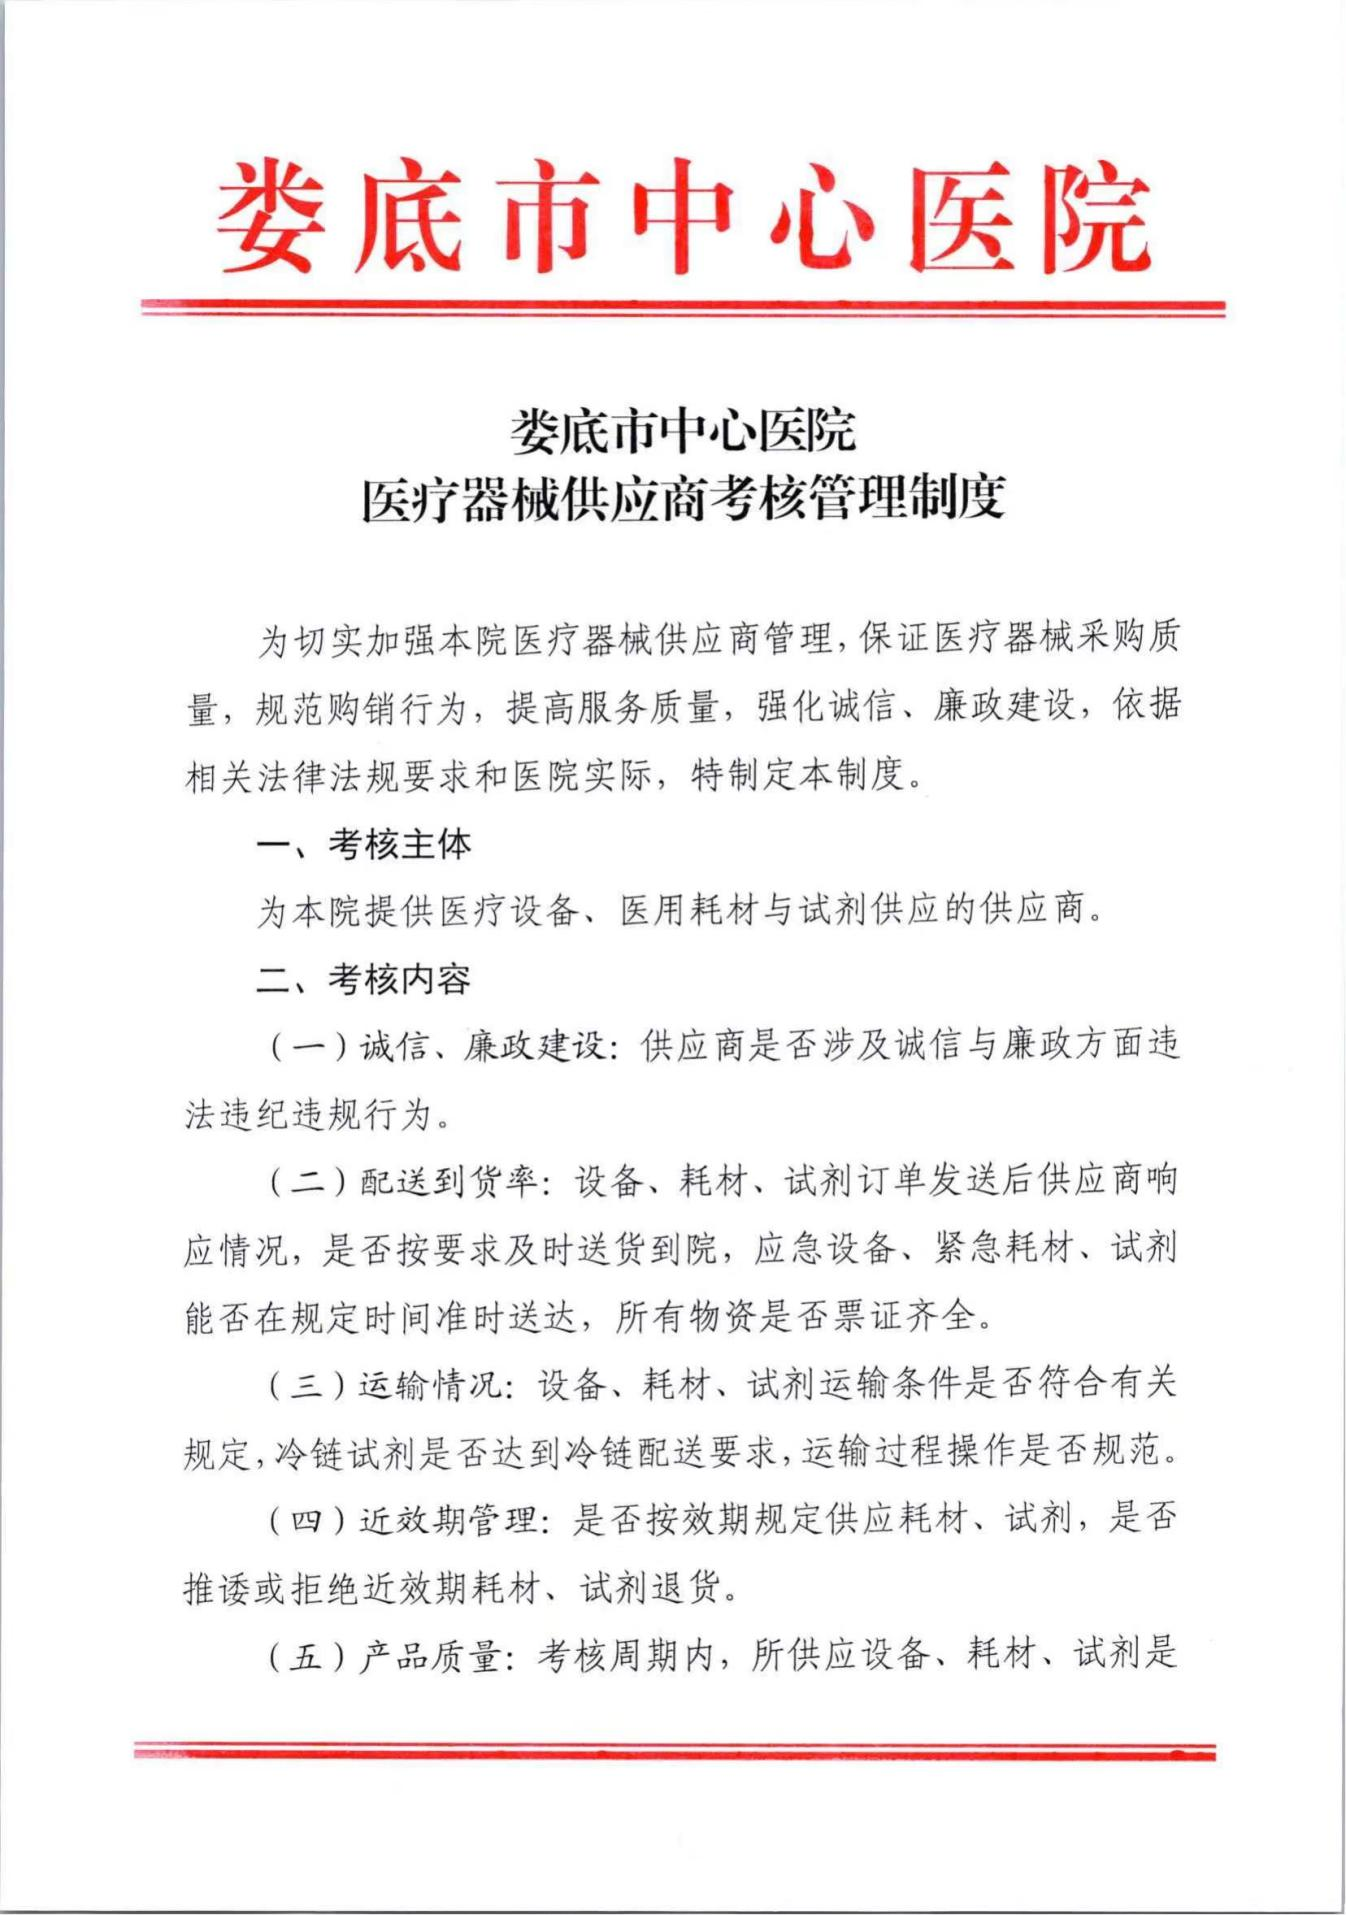 娄底市中心医院
娄底市中心医院
医疗器械供应商考核管理制度
为切实加强本院医疗器械供应商管理，保证医疗器械采购质
量，规范购销行为，提高服务质量，强化诚信、廉政建设，依据
相关法律法规要求和医院实际，特制定本制度。
一、考核主体
为本院提供医疗设备、医用耗材与试剂供应的供应商。
二、考核内容
（一）诚信、廉政建设：供应商是否涉及诚信与廉政方面违
法违纪违规行为。
（二）配送到货率：设备、耗材、试剂订单发送后供应商响
应情况，是否按要求及时送货到院，应急设备、紧急耗材、试剂
能否在规定时间准时送达，所有物资是否票证齐全。
（三）运输情况：设备、耗材、试剂运输条件是否符合有关
规定，冷链试剂是否达到冷链配送要求，运输过程操作是否规范。
（四）近效期管理：是否按效期规定供应耗材、试剂，是否
推诿或拒绝近效期耗材、试剂退货。
（五）产品质量：考核周期内，所供应设备、耗材、试剂是